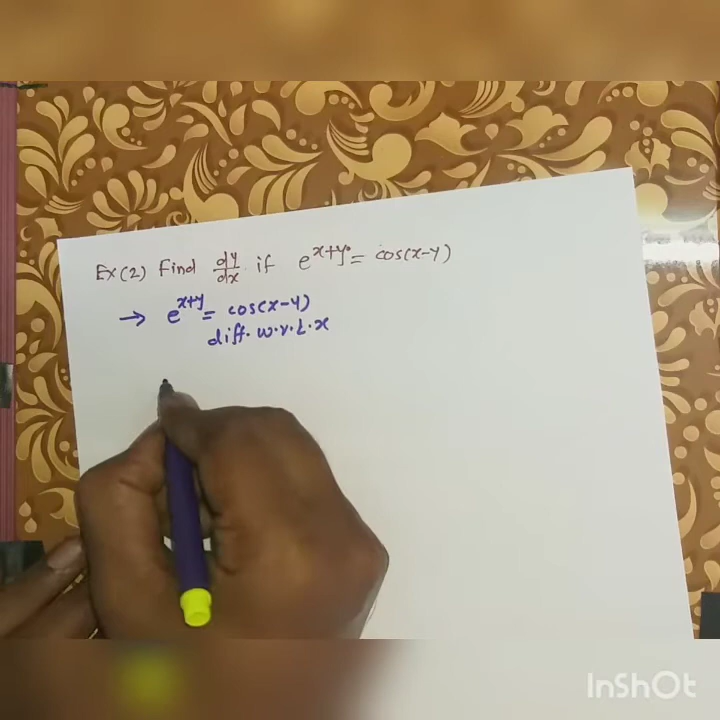 Ex (2) Find dy/dx if e^x+y = cos(x-y)
→ e^x+y = cos(x-y)
diff. w.r.t.x
InShOt